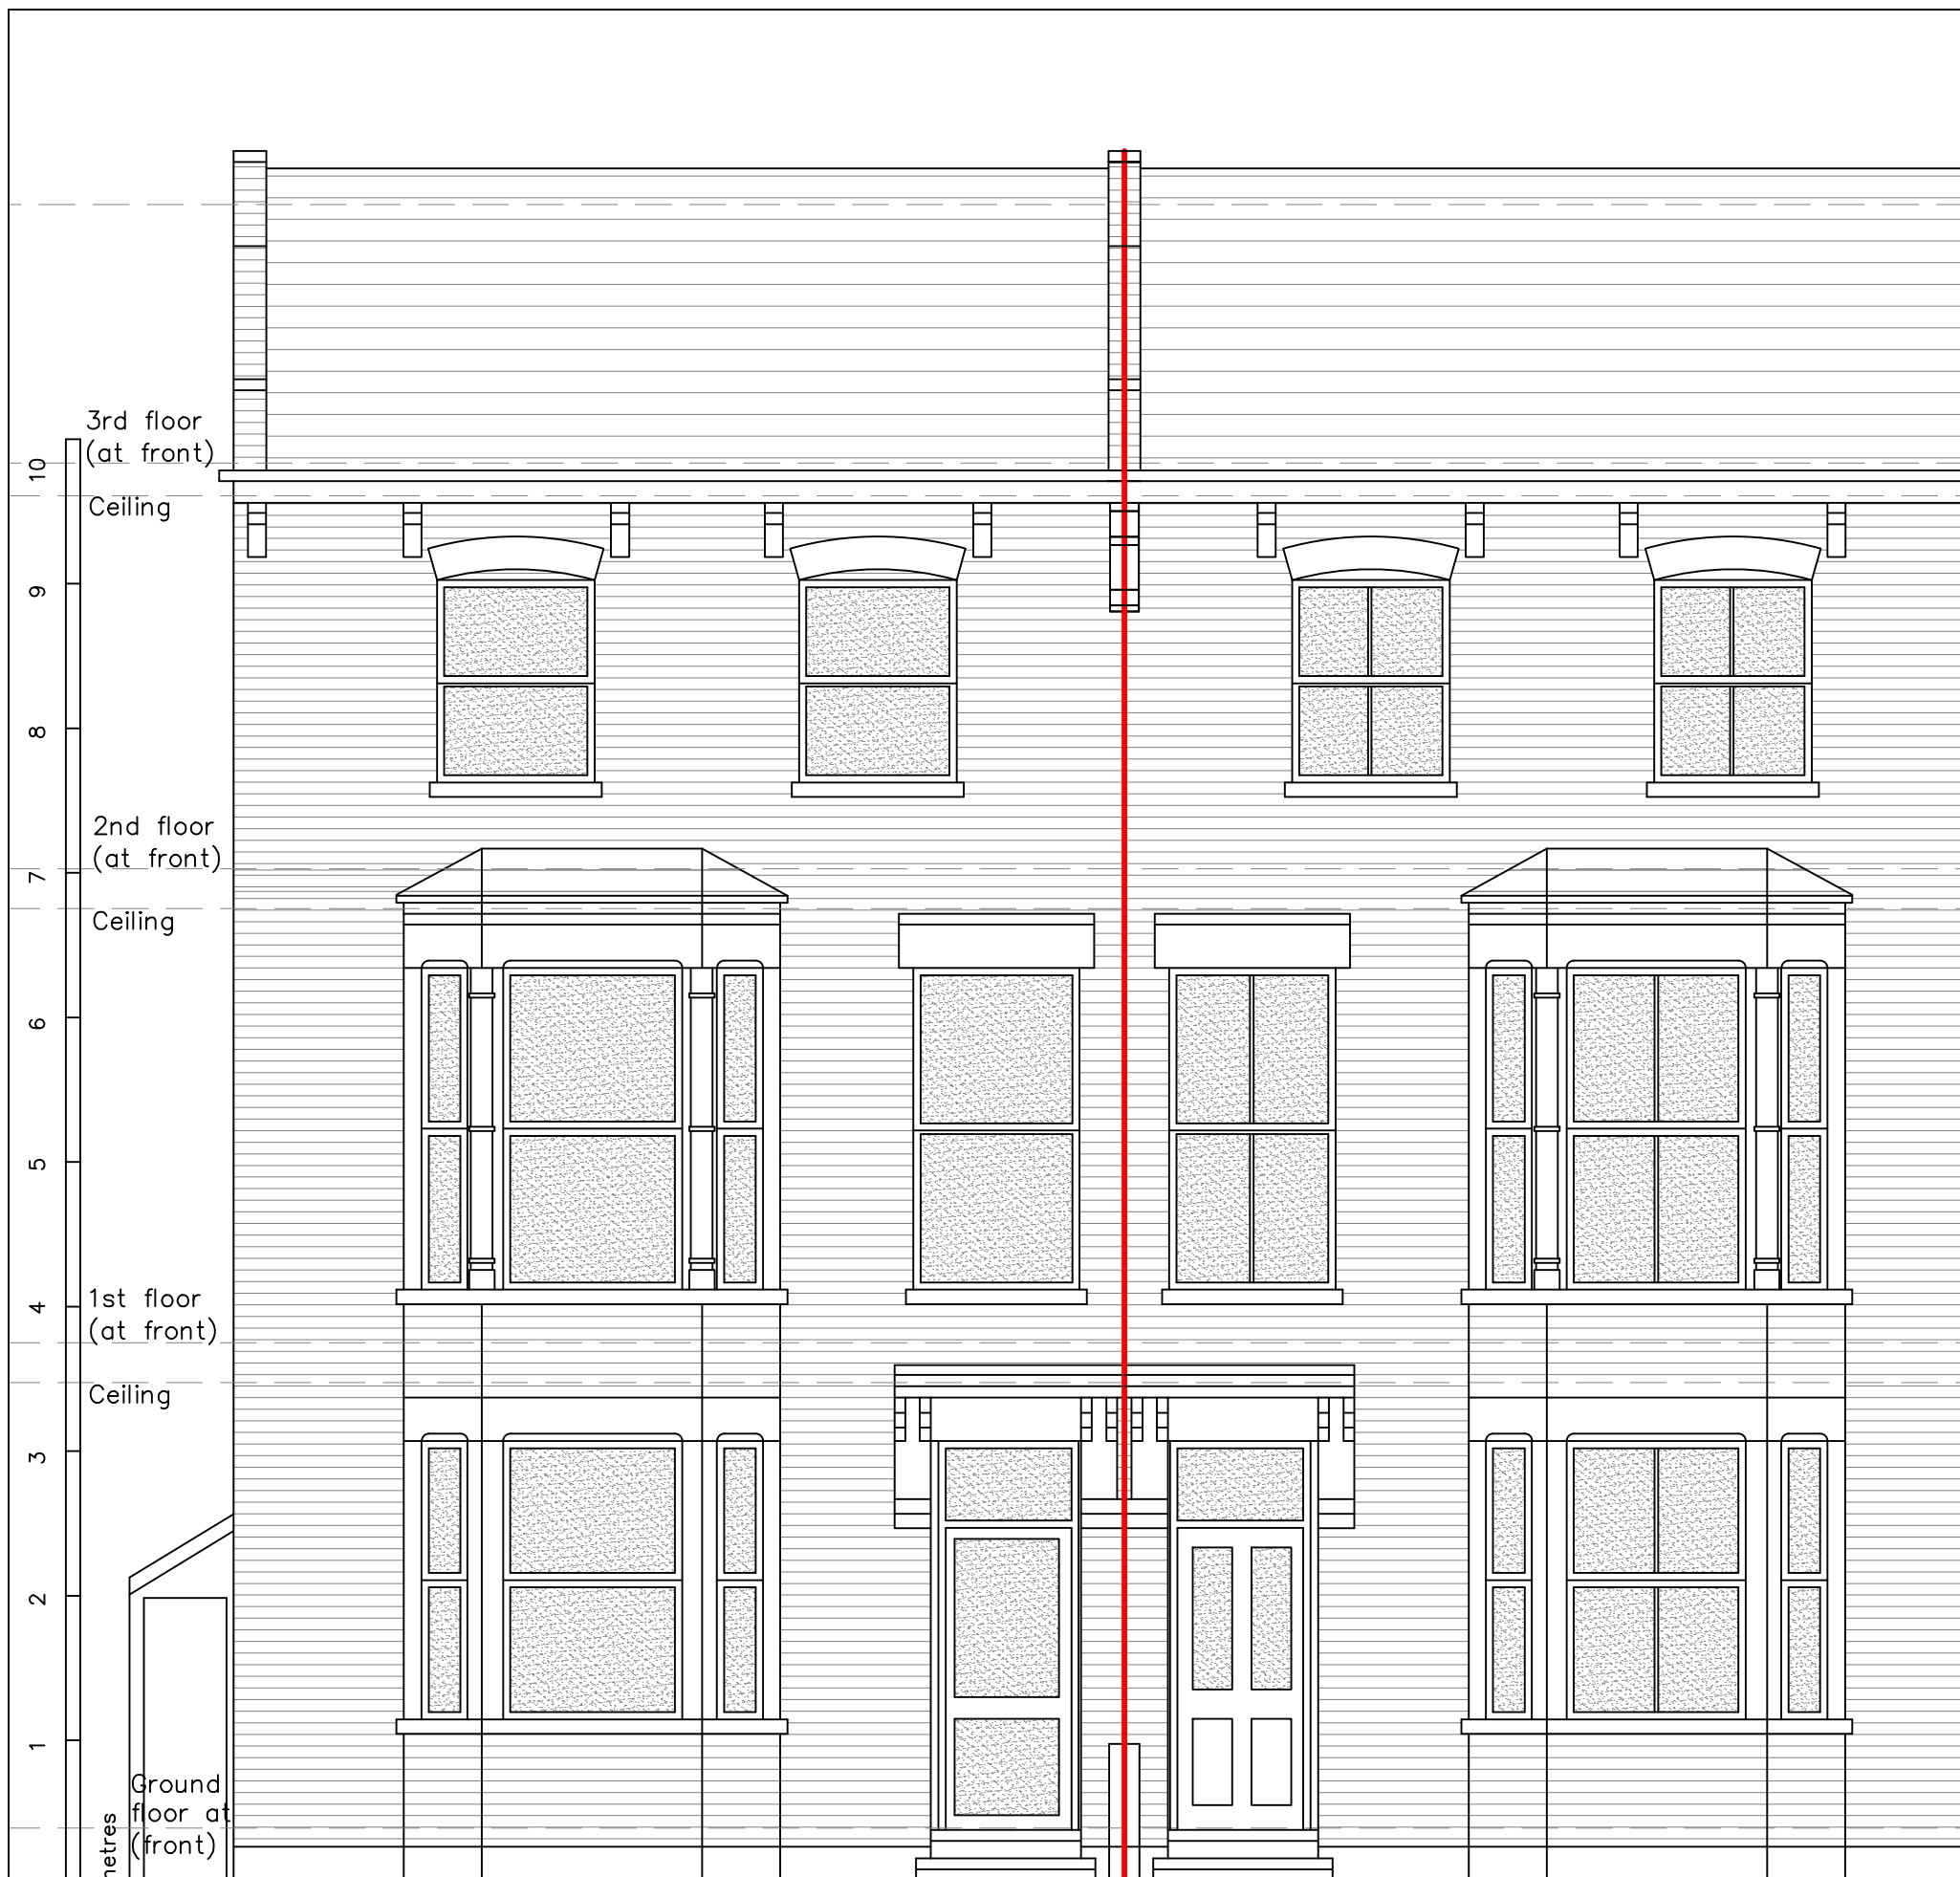 3rd floor
(at front)
10
Ceiling
9
8
2nd floor
(at front)
7
Ceiling
6
5
1st floor
(at front)
4
Ceiling
3
2
1
Ground
floor at
(front)